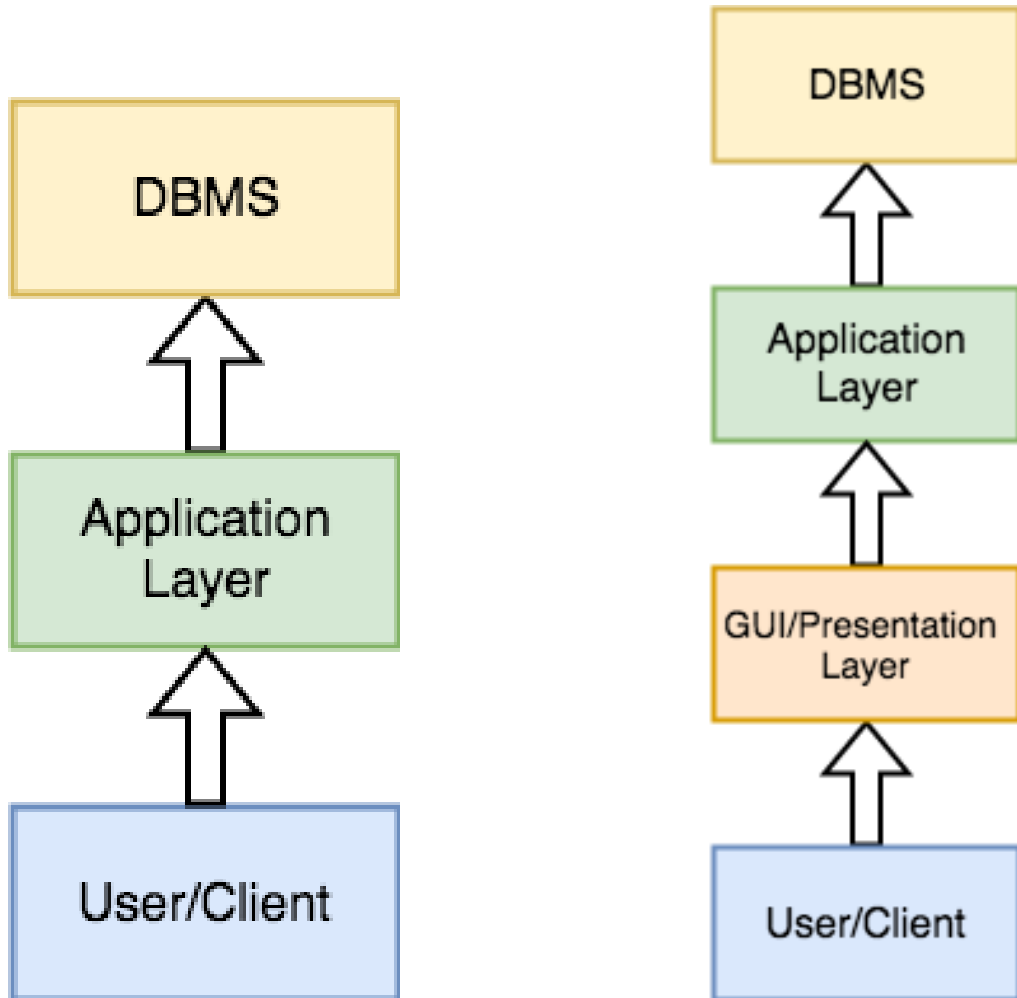 DBMS
Application
Layer
User/Client
DBMS
Application
Layer
GUI/Presentation
Layer
User/Client